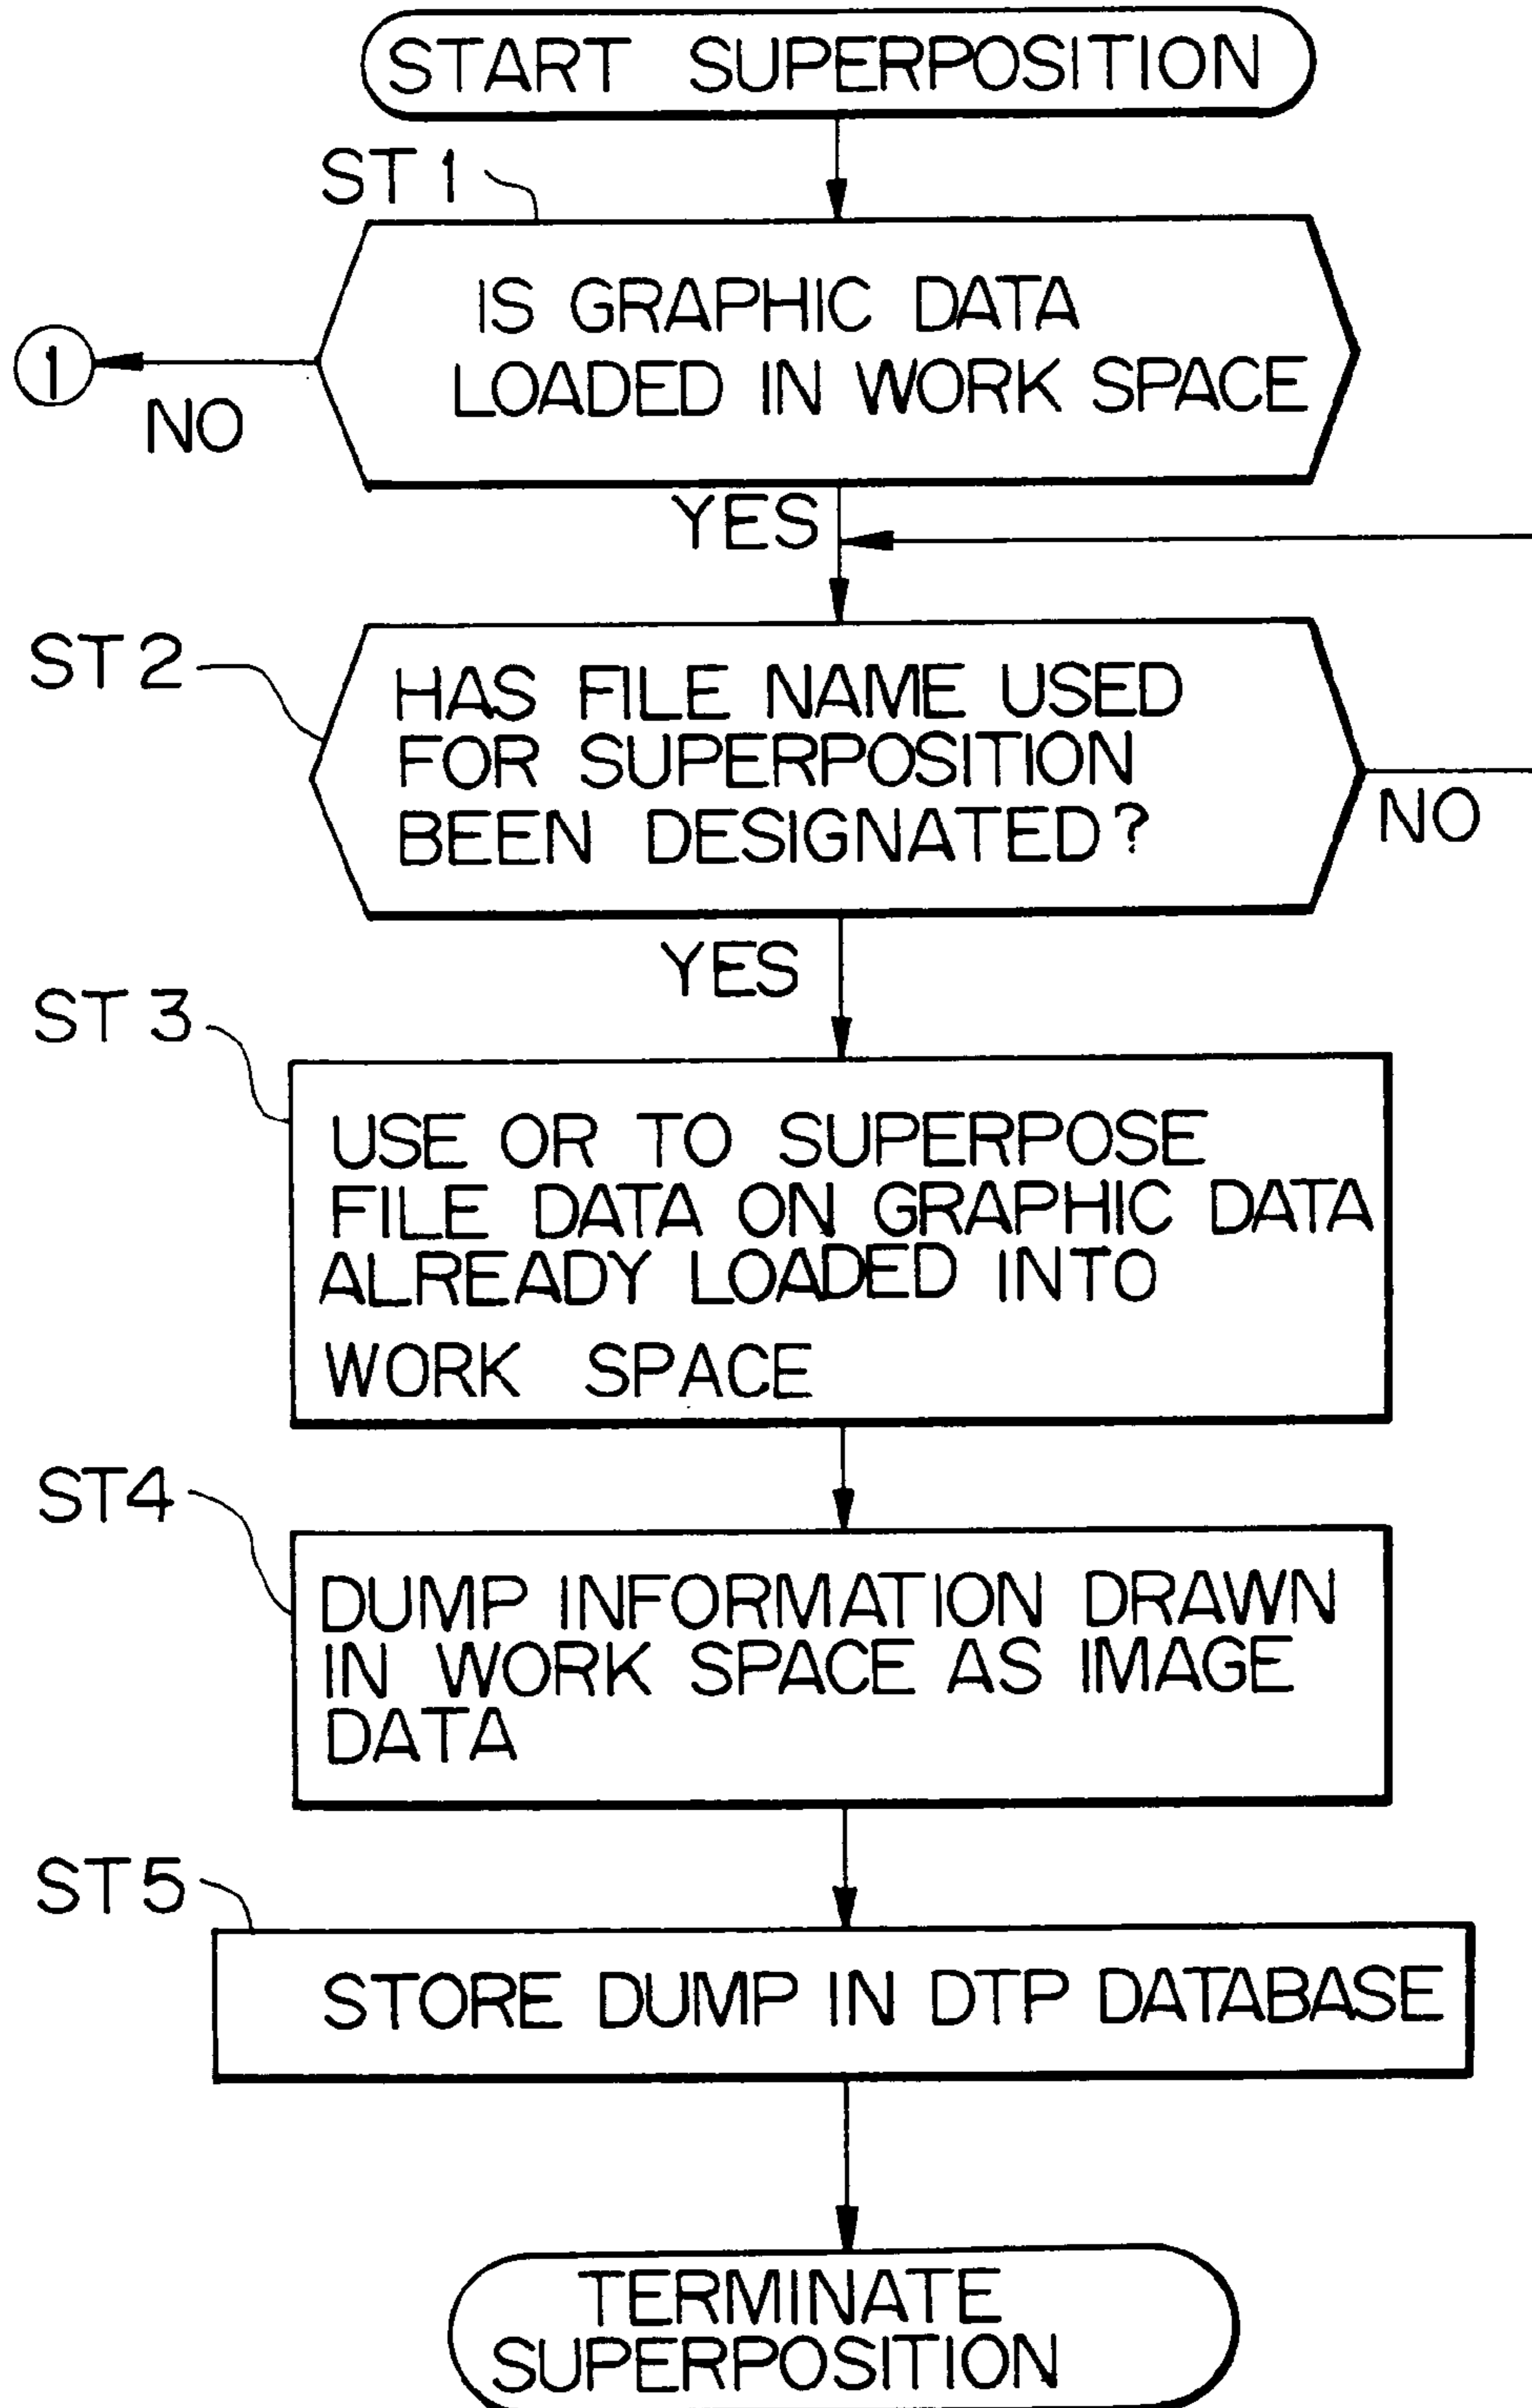 START SUPERPOSITION
ST 1
IS GRAPHIC DATA
LOADED IN WORK SPACE
1
NO
YES
ST 2
HAS FILE NAME USED
FOR SUPERPOSITION
BEEN DESIGNATED?
NO
YES
ST 3
USE OR TO SUPERPOSE
FILE DATA ON GRAPHIC DATA
ALREADY LOADED INTO
WORK SPACE
ST4
DUMP INFORMATION DRAWN
IN WORK SPACE AS IMAGE
DATA
ST5
STORE DUMP IN DTP DATABASE
TERMINATE
SUPERPOSITION